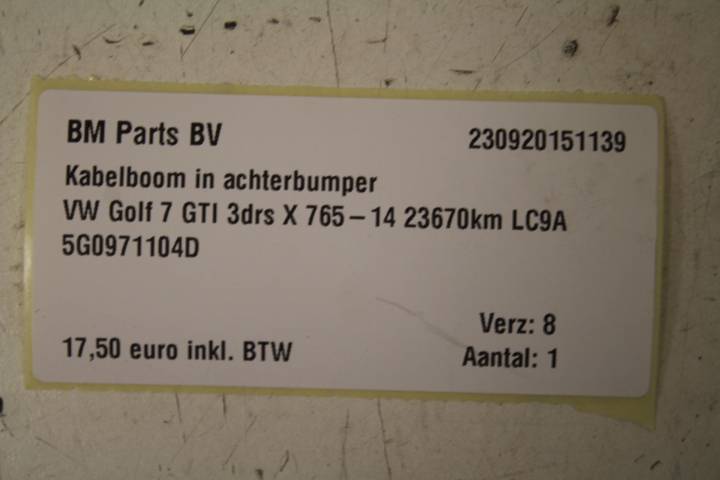 BM Parts BV 230920151139
Kabelboom in achterbumper
VW Golf 7 GTI 3drs X 765-14 23670km LC9A
5G0971104D
Verz: 8
17,50 euro inkl. BTW Aantal: 1